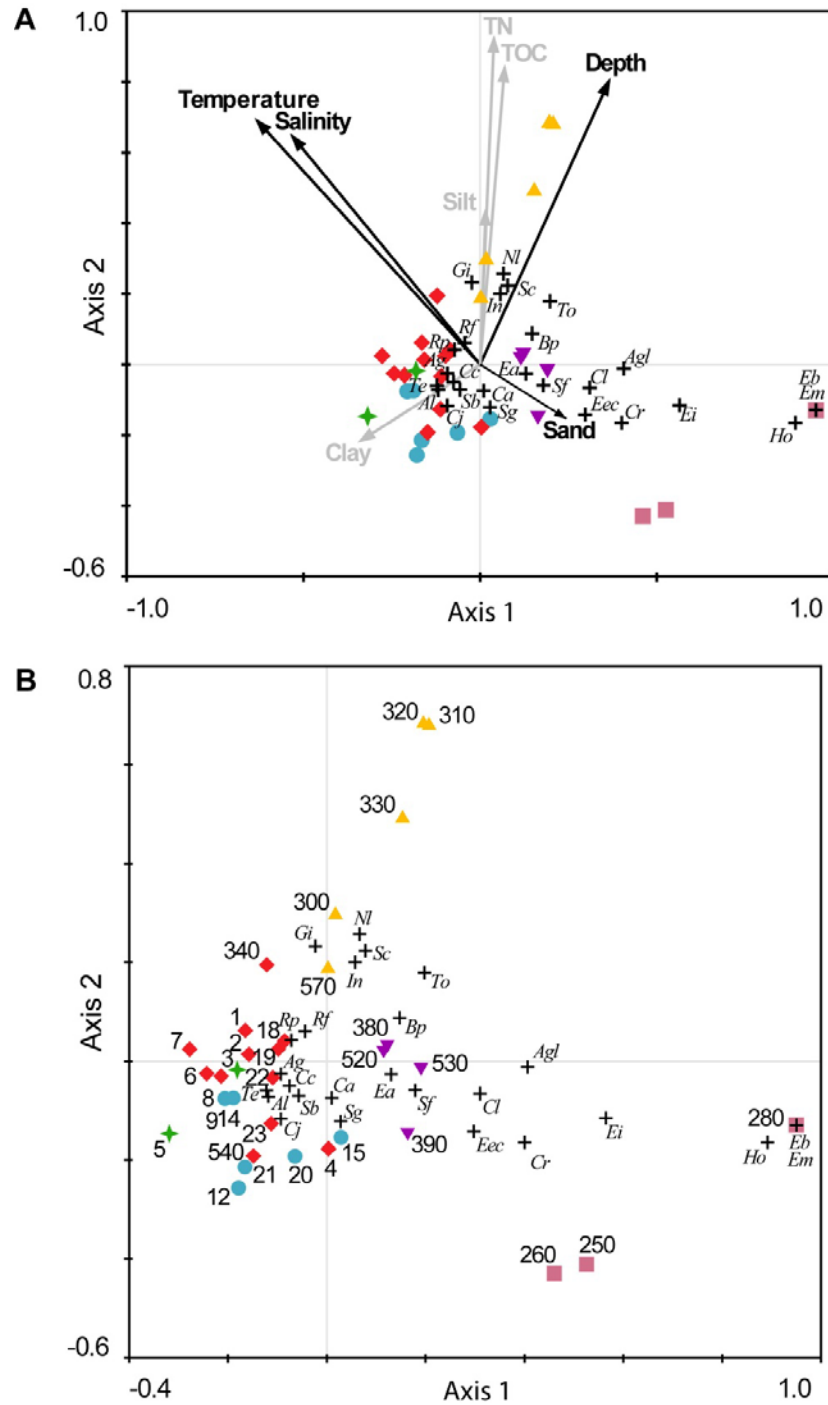 A
1.0
TN
TOC
Depth
Temperature
Salinity
Silt
Nl
Gi
Sc
In
To
Rf
Bp
Rp
Ag
Cc
Ea
Agl
Te
Sf
Cl
Eb
Al
Sb
Ca
Em
Cj
Sg
Eec
Cr
Ei
Sand
Ho
Clay
Axis 2
-0.6
-1.0
Axis 1
1.0
B
0.8
320
310
330
300
Nl
Gi
Sc
340
In
To
570
1
18
Rp
Rf
Bp
7
2
380
3
19
520
530
Agl
6
22
Ag
Cc
Ea
8
Te
Al
Sb
Ca
Sf
Cl
914
23
Cj
Sg
Ei
280
5
390
Eec
Eb
540
15
Cr
Ho
Em
21
20
4
12
260
250
Axis 2
-0.6
-0.4
Axis 1
1.0